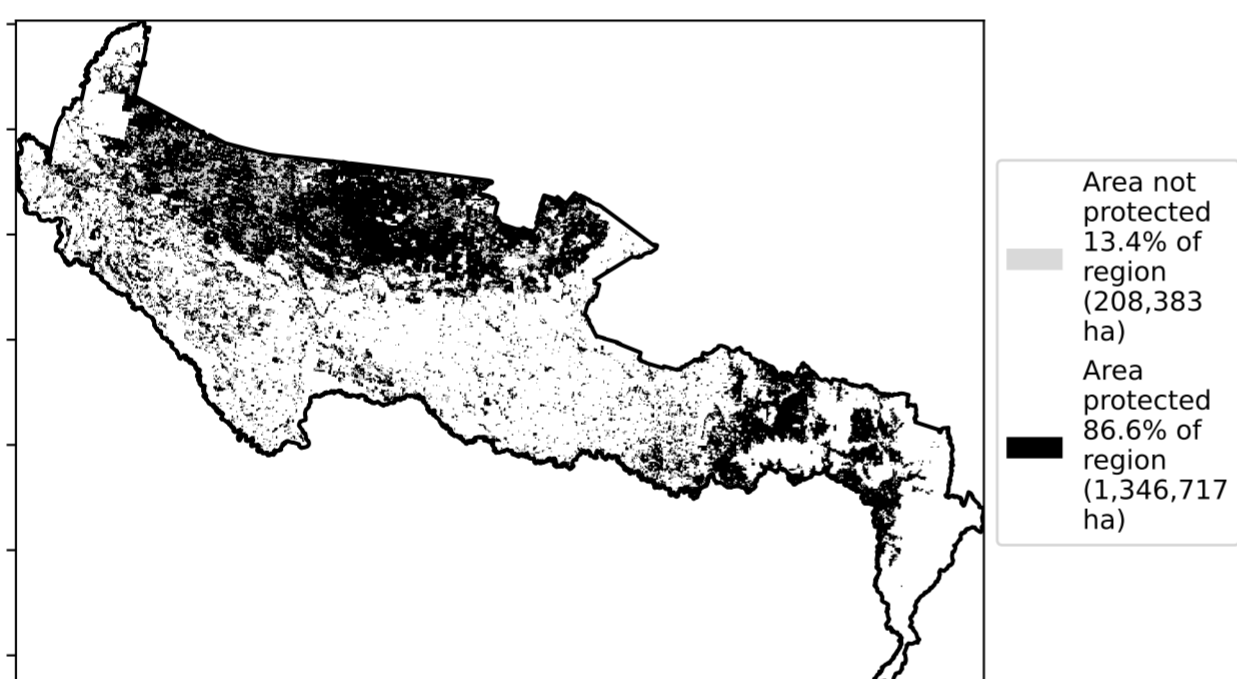 Area not
protected
13.4% of
region
(208,383
ha)
Area
protected
86.6% of
region
(1,346,717
ha)